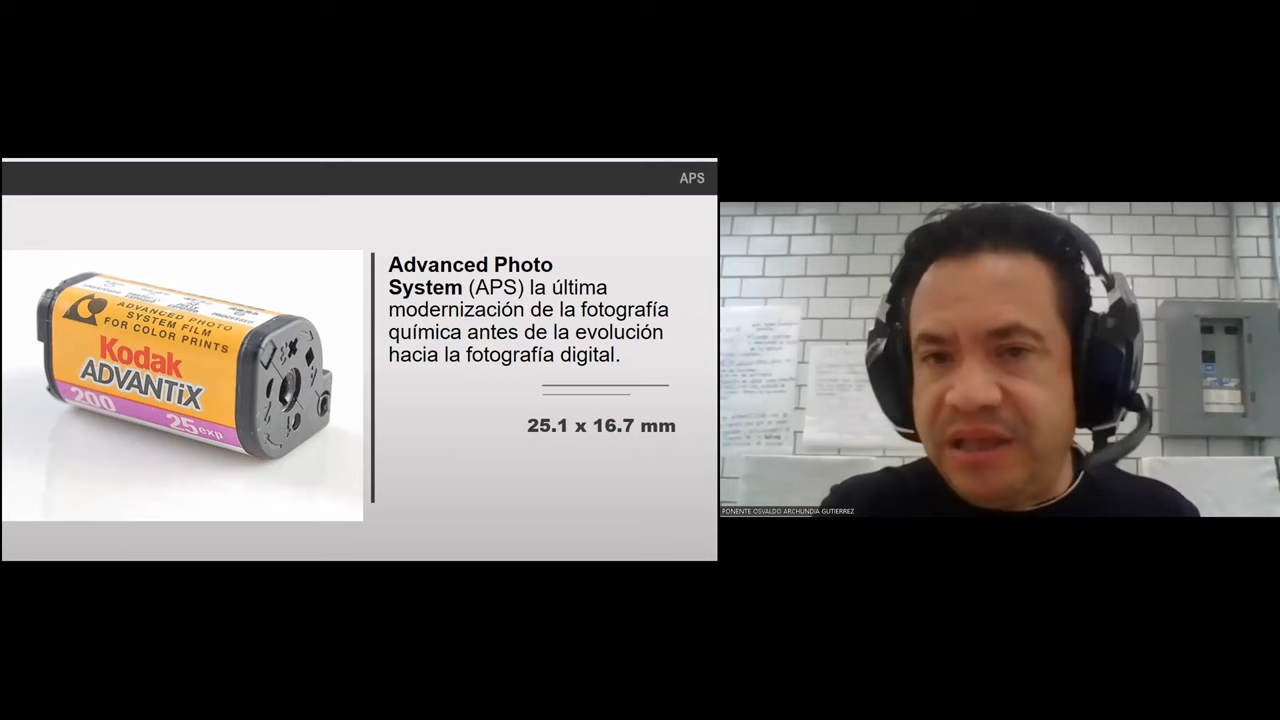 APS
ADVANCED PHOTO
SYSTEM FILM
FOR COLOR PRINTS
Kodak
ADVANTiX
200
25 exp
Advanced Photo
System (APS) la última
modernización de la fotografía
química antes de la evolución
hacia la fotografía digital.
25.1 x 16.7 mm
PONENTE OSVALDO ARCHUNDIA GUTIERREZ